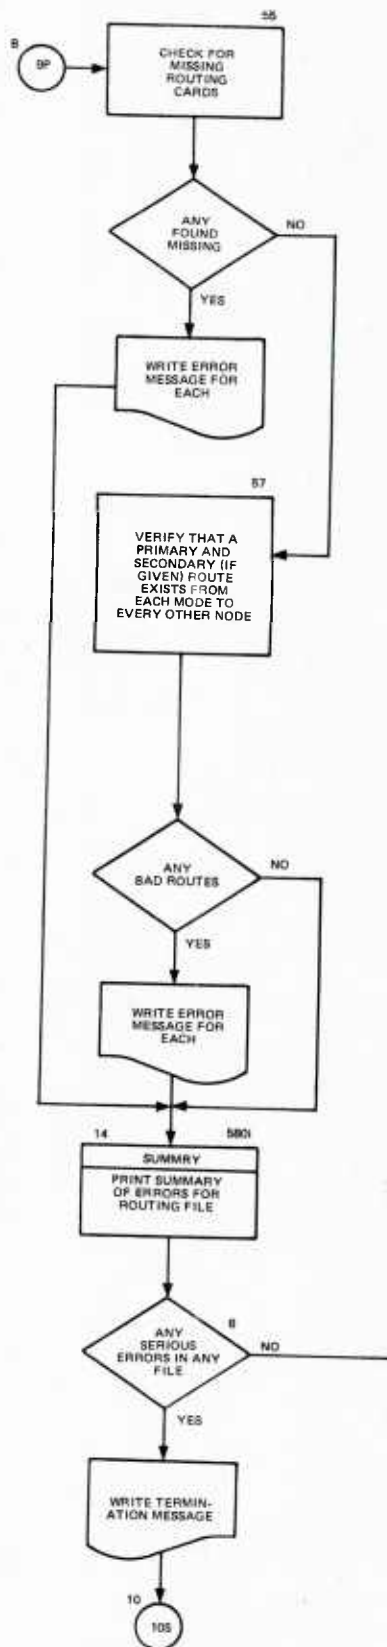 55
B
9P
CHECK FOR
MISSING
ROUTING
CARDS
ANY
FOUND
MISSING
NO
YES
WRITE ERROR
MESSAGE FOR
EACH
57
VERIFY THAT A
PRIMARY AND
SECONDARY (IF
GIVEN) ROUTE
EXISTS FROM
EACH MODE TO
EVERY OTHER NODE
ANY
BAD ROUTES
NO
YES
WRITE ERROR
MESSAGE FOR
EACH
14
SUMMRY
PRINT SUMMARY
OF ERRORS FOR
ROUTING FILE
ANY
SERIOUS
ERRORS IN ANY
FILE
NO
YES
WRITE TERMIN-
ATION MESSAGE
10
10S